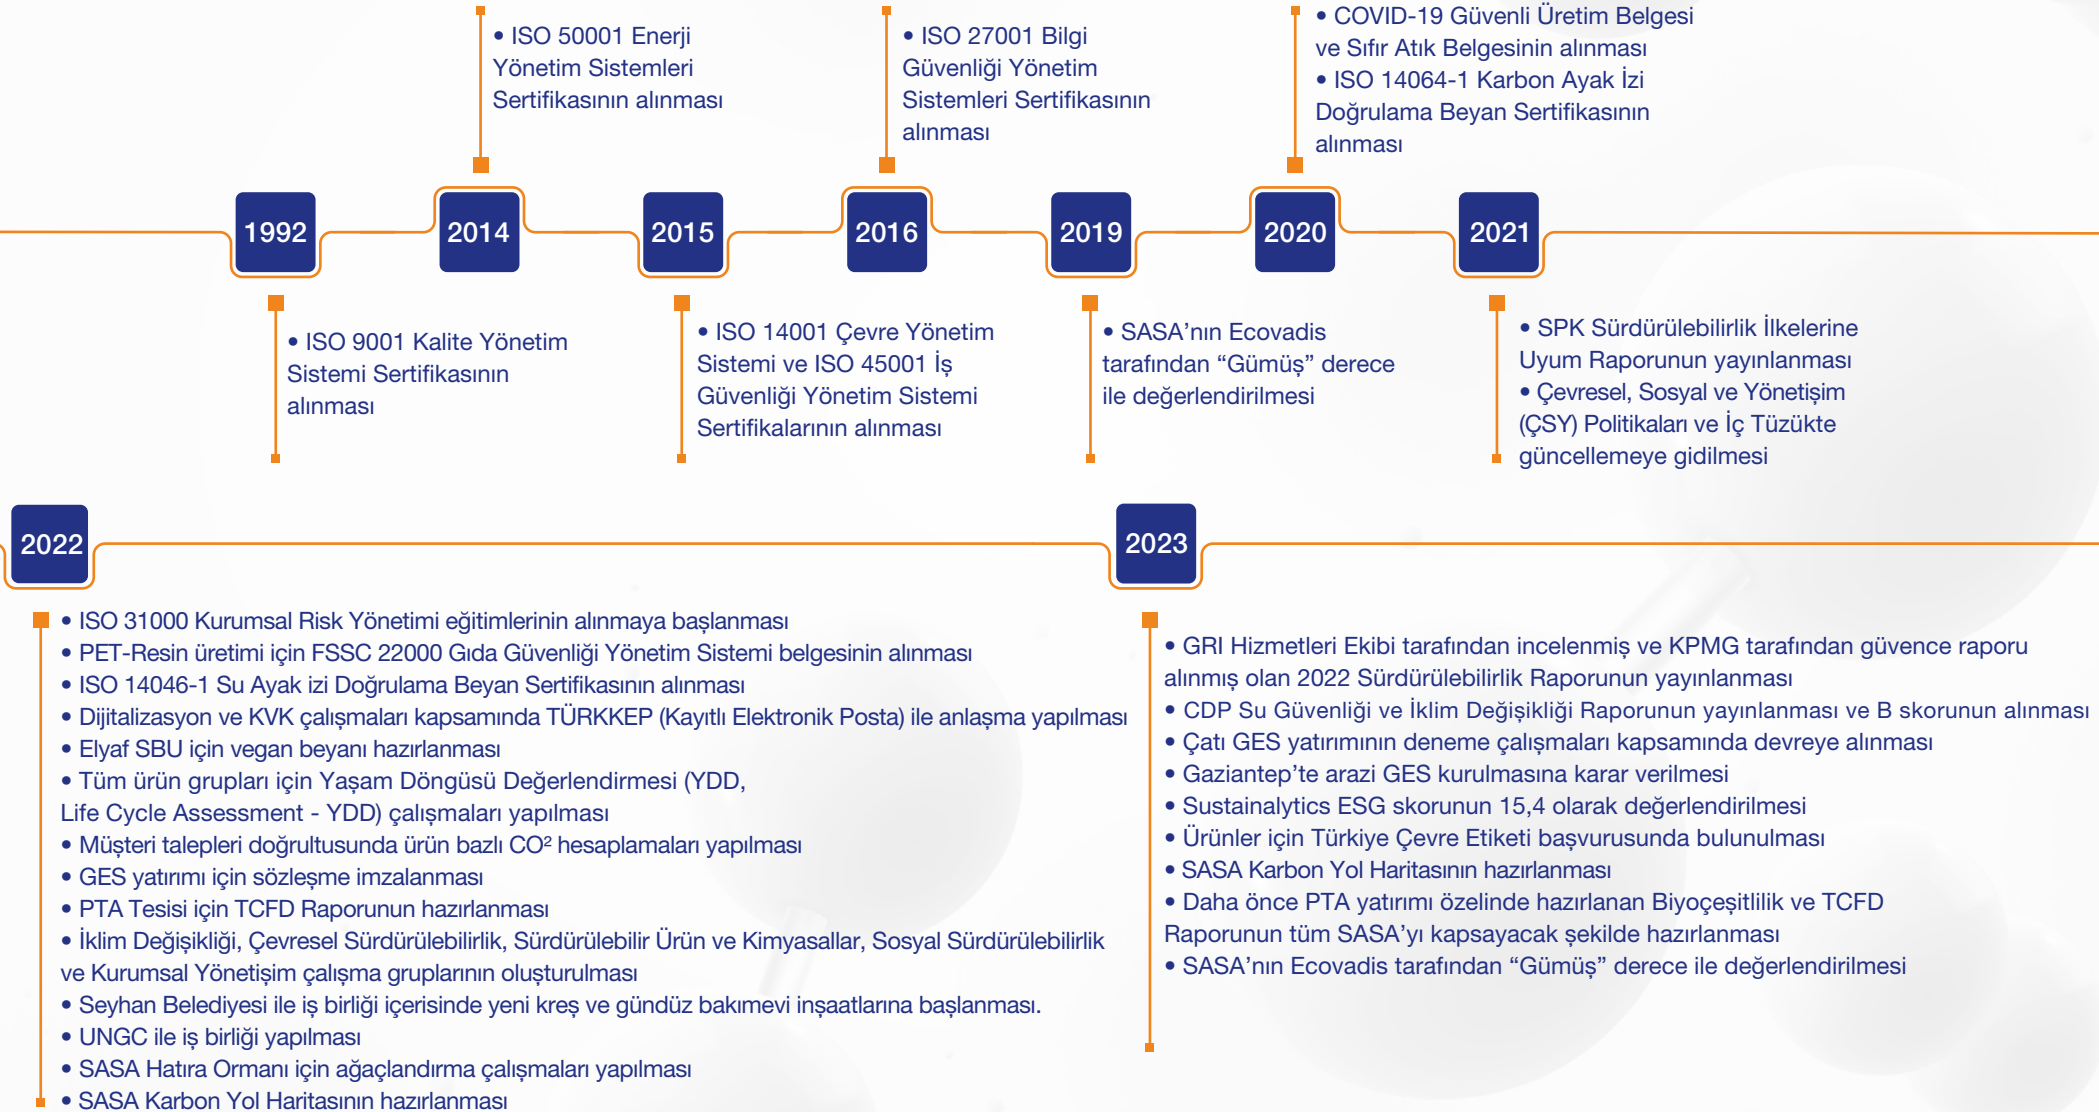 • ISO 50001 Enerji
Yönetim Sistemleri
Sertifikasının alınması
• ISO 27001 Bilgi
Güvenliği Yönetim
Sistemleri Sertifikasının
alınması
• COVID-19 Güvenli Üretim Belgesi
ve Sıfır Atık Belgesinin alınması
• ISO 14064-1 Karbon Ayak İzi
Doğrulama Beyan Sertifikasının
alınması
1992
2014
2015
2016
2019
2020
2021
• ISO 9001 Kalite Yönetim
Sistemi Sertifikasının
alınması
• ISO 14001 Çevre Yönetim
Sistemi ve ISO 45001 İş
Güvenliği Yönetim Sistemi
Sertifikalarının alınması
• SASA’nın Ecovadis
tarafından “Gümüş” derece
ile değerlendirilmesi
• SPK Sürdürülebilirlik İlkelerine
Uyum Raporunun yayınlanması
• Çevresel, Sosyal ve Yönetişim
(ÇSY) Politikaları ve İç Tüzükte
güncellemeye gidilmesi
2022
• ISO 31000 Kurumsal Risk Yönetimi eğitimlerinin alınmaya başlanması
• PET-Resin üretimi için FSSC 22000 Gıda Güvenliği Yönetim Sistemi belgesinin alınması
• ISO 14046-1 Su Ayak izi Doğrulama Beyan Sertifikasının alınması
• Dijitalizasyon ve KVK çalışmaları kapsamında TÜRKKEP (Kayıtlı Elektronik Posta) ile anlaşma yapılması
• Elyaf SBU için vegan beyanı hazırlanması
• Tüm ürün grupları için Yaşam Döngüsü Değerlendirmesi (YDD,
Life Cycle Assessment - YDD) çalışmaları yapılması
• Müşteri talepleri doğrultusunda ürün bazlı CO² hesaplamaları yapılması
• GES yatırımı için sözleşme imzalanması
• PTA Tesisi için TCFD Raporunun hazırlanması
• İklim Değişikliği, Çevresel Sürdürülebilirlik, Sürdürülebilir Ürün ve Kimyasallar, Sosyal Sürdürülebilirlik
ve Kurumsal Yönetişim çalışma gruplarının oluşturulması
• Seyhan Belediyesi ile iş birliği içerisinde yeni kreş ve gündüz bakımevi inşaatlarına başlanması.
• UNGC ile iş birliği yapılması
• SASA Hatıra Ormanı için ağaçlandırma çalışmaları yapılması
• SASA Karbon Yol Haritasının hazırlanması
2023
• GRI Hizmetleri Ekibi tarafından incelenmiş ve KPMG tarafından güvence raporu
alınmış olan 2022 Sürdürülebilirlik Raporunun yayınlanması
• CDP Su Güvenliği ve İklim Değişikliği Raporunun yayınlanması ve B skorunun alınması
• Çatı GES yatırımının deneme çalışmaları kapsamında devreye alınması
• Gaziantep’te arazi GES kurulmasına karar verilmesi
• Sustainalytics ESG skorunun 15,4 olarak değerlendirilmesi
• Ürünler için Türkiye Çevre Etiketi başvurusunda bulunulması
• SASA Karbon Yol Haritasının hazırlanması
• Daha önce PTA yatırımı özelinde hazırlanan Biyoçeşitlilik ve TCFD
Raporunun tüm SASA’yı kapsayacak şekilde hazırlanması
• SASA’nın Ecovadis tarafından “Gümüş” derece ile değerlendirilmesi